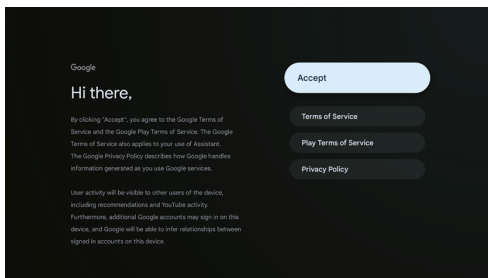 Google
Hi there,
By clicking "Accept", you agree to the Google Terms of
Service and the Google Play Terms of Service. The Google
Terms of Service also applies to your use of Assistant.
The Google Privacy Policy describes how Google handles
information generated as you use Google services.
User activity will be visible to other users of the device,
including recommendations and YouTube activity.
Furthermore, additional Google accounts may sign in on this
device, and Google will be able to infer relationships between
signed in accounts on this device.
Accept
Terms of Service
Play Terms of Service
Privacy Policy